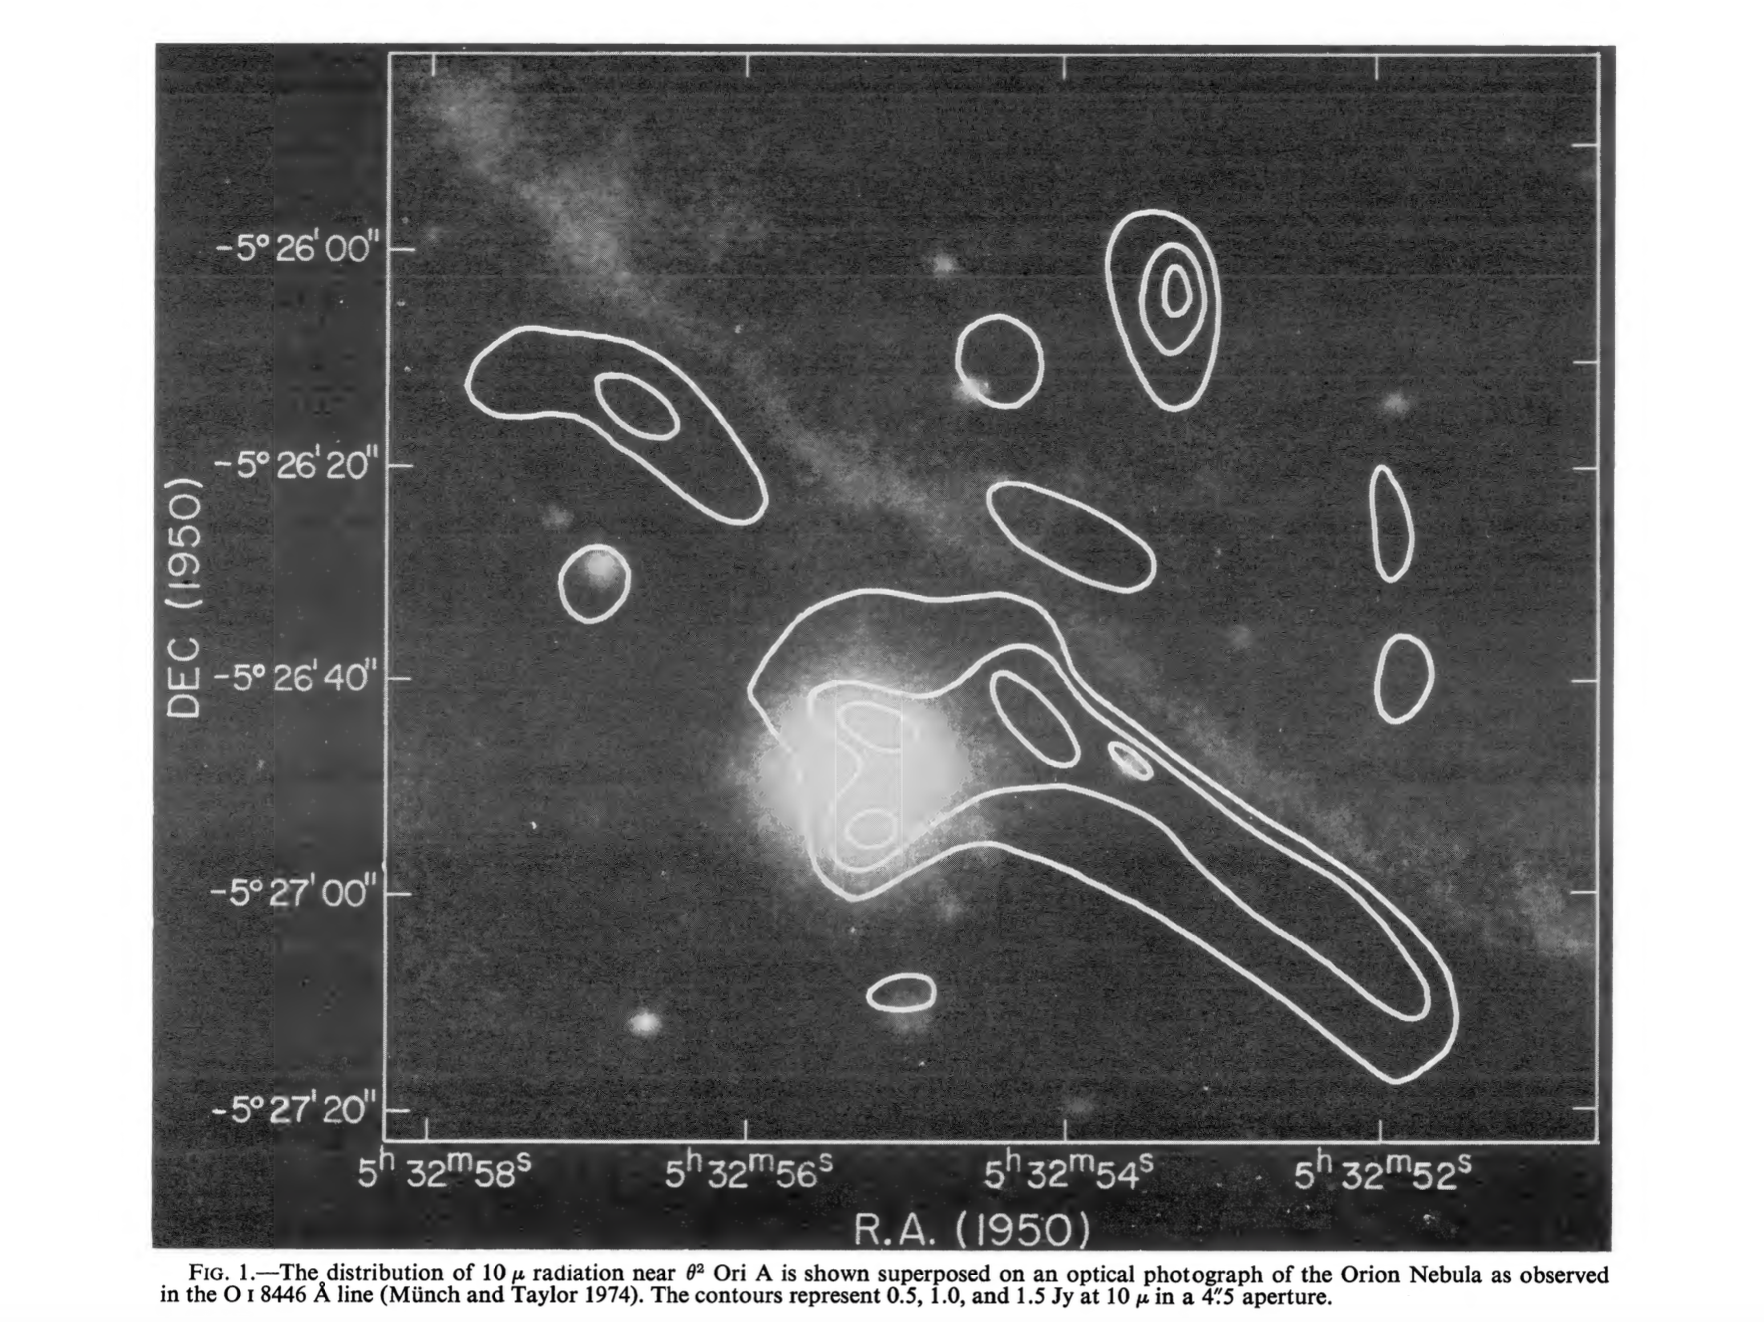 -5° 26' 00"
-5° 26' 20"
-5° 26' 40"
-5° 27' 00"
-5° 27' 20"
DEC (1950)
5h 32m 58s
5h 32m 56s
5h 32m 54s
5h 32m 52s
R.A. (1950)
FIG. 1.—The distribution of 10 μ radiation near θ² Ori A is shown superposed on an optical photograph of the Orion Nebula as observed
in the O I 8446 Å line (Münch and Taylor 1974). The contours represent 0.5, 1.0, and 1.5 Jy at 10 μ in a 4".5 aperture.